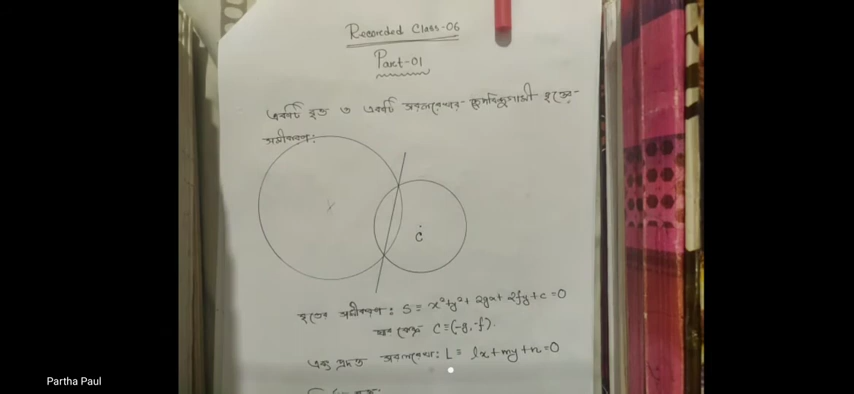 Recorded Class-06
Part-01
একটি বৃত্ত ও একটি সরলরেখার ছেদবিন্দুগামী বৃত্তের-
সমীকরণ:
C
বৃত্তের সমীকরণ: S ≡ x²+y²+ 2gx+ 2fy+c=0
যার কেন্দ্র C≡(-g,-f).
এবং প্রদত্ত সরলরেখা: L ≡ lx+my+n=0
Partha Paul